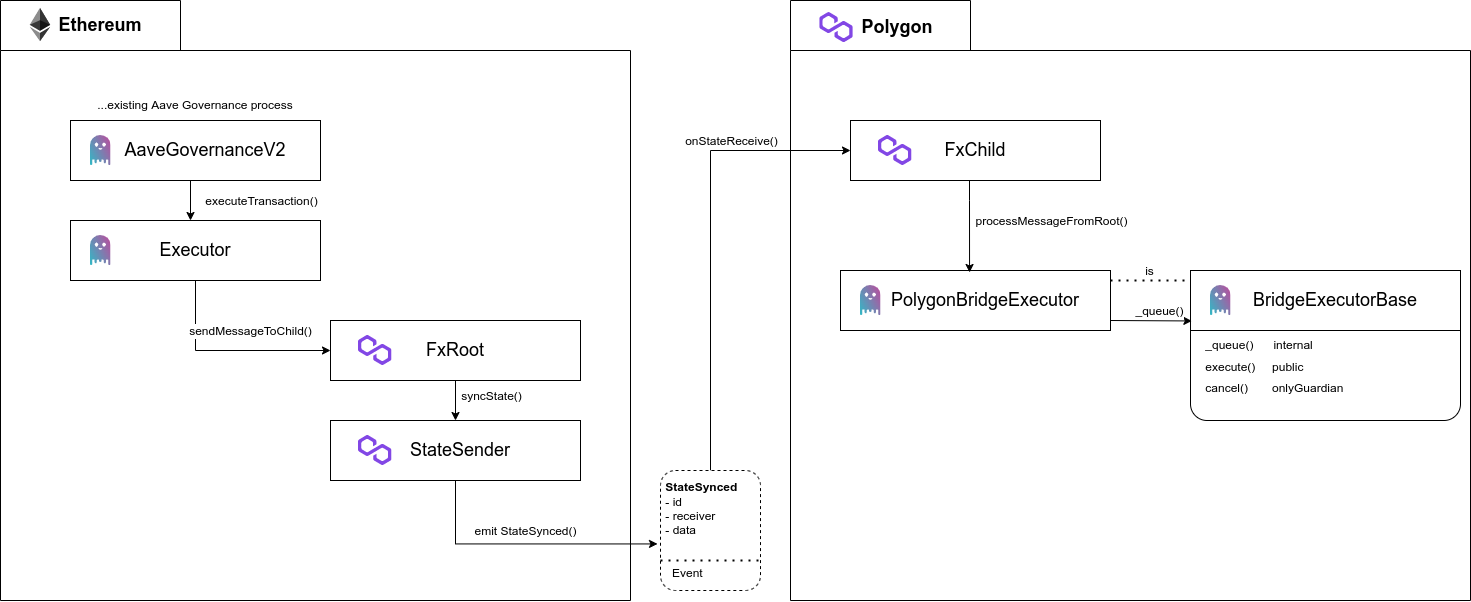 Ethereum
...existing Aave Governance process
AaveGovernanceV2
executeTransaction()
Executor
sendMessageToChild()
FxRoot
syncState()
StateSender
emit StateSynced()
StateSynced
- id
- receiver
- data
Event
onStateReceive()
Polygon
FxChild
processMessageFromRoot()
PolygonBridgeExecutor
is
_queue()
BridgeExecutorBase
_queue() internal
execute() public
cancel() onlyGuardian